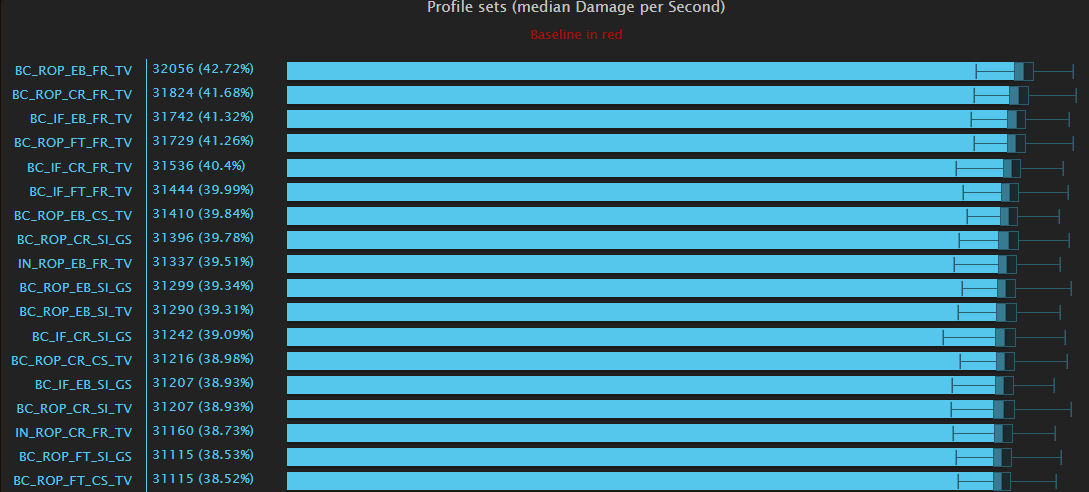 Profile sets (median Damage per Second)
Baseline in red
BC_ROP_EB_FR_TV 32056 (42.72%)
BC_ROP_CR_FR_TV 31824 (41.68%)
BC_IF_EB_FR_TV 31742 (41.32%)
BC_ROP_FT_FR_TV 31729 (41.26%)
BC_IF_CR_FR_TV 31536 (40.4%)
BC_IF_FT_FR_TV 31444 (39.99%)
BC_ROP_EB_CS_TV 31410 (39.84%)
BC_ROP_CR_SI_GS 31396 (39.78%)
IN_ROP_EB_FR_TV 31337 (39.51%)
BC_ROP_EB_SI_GS 31299 (39.34%)
BC_ROP_EB_SI_TV 31290 (39.31%)
BC_IF_CR_SI_GS 31242 (39.09%)
BC_ROP_CR_CS_TV 31216 (38.98%)
BC_IF_EB_SI_GS 31207 (38.93%)
BC_ROP_CR_SI_TV 31207 (38.93%)
IN_ROP_CR_FR_TV 31160 (38.73%)
BC_ROP_FT_SI_GS 31115 (38.53%)
BC_ROP_FT_CS_TV 31115 (38.52%)